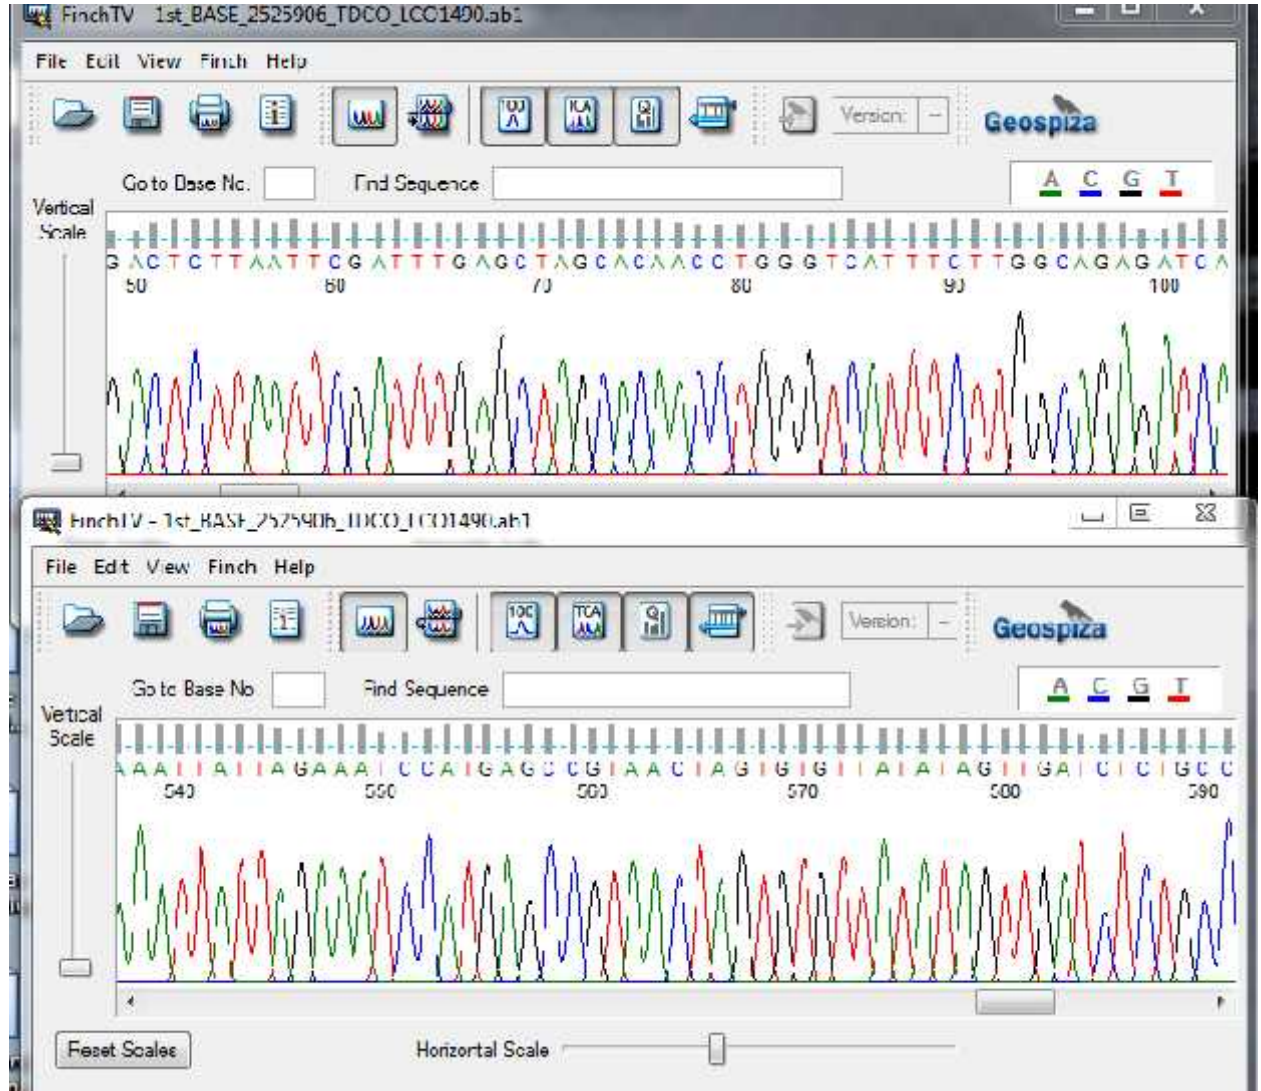 FinchTV - 1st_BASE_2525906_TDCO_LCO1490.ab1
File Edit View Finch Help
Version:
Geospiza
Go to Base No.
Find Sequence
A C G T
Vertical
Scale
G A C T C T T A A T T C G A T T T G A G C T A G C A C A A C C T G G G T C A T T T C T T G G C A G A G A T C A
50 60 70 80 90 100
FinchTV - 1st_BASE_2525906_TDCO_LCO1490.ab1
File Edit View Finch Help
Version:
Geospiza
Go to Base No
Find Sequence
A C G T
Vertical
Scale
A A A T T A T T A G A A A T C C A T G A G C C G T A A C T A G T G T G T T A T A T A G T T G A T C T C T G C C
540 550 560 570 580 590
Reset Scales
Horizontal Scale